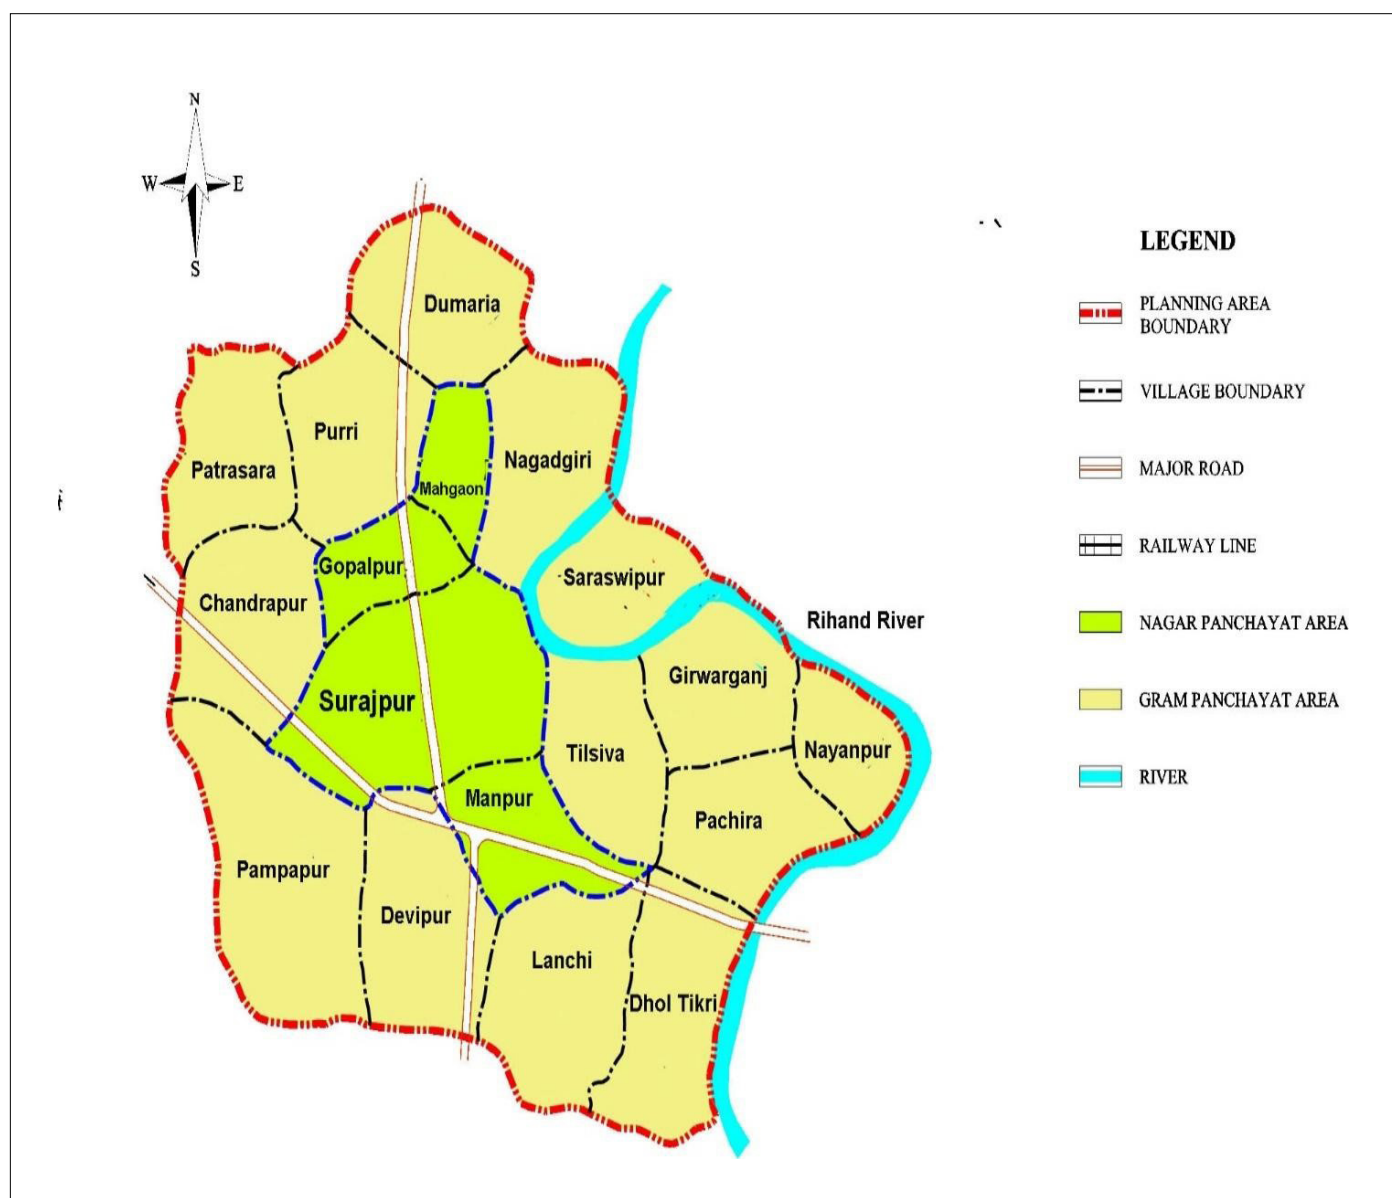 N
W E
S
LEGEND
PLANNING AREA
BOUNDARY
VILLAGE BOUNDARY
MAJOR ROAD
RAILWAY LINE
NAGAR PANCHAYAT AREA
GRAM PANCHAYAT AREA
RIVER
Dumaria
Purri
Patrasara
Nagadgiri
Mahgaon
Gopalpur
Saraswipur
Chandrapur
Rihand River
Girwarganj
Surajpur
Tilsiva
Nayanpur
Manpur
Pachira
Pampapur
Devipur
Lanchi
Dhol Tikri